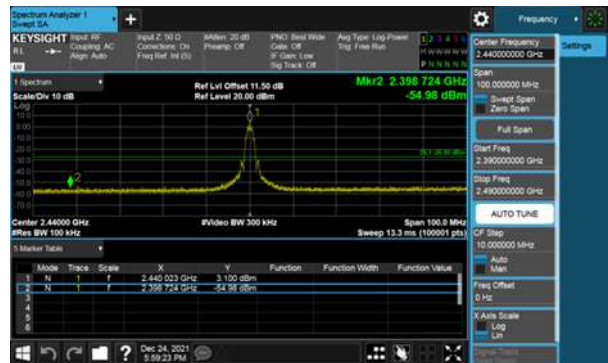 Spectrum Analyzer 1
Swept SA
+
Frequency
KEYSIGHT
Input: RF
Coupling: AC
Align: Auto
Input Z: 50 Ω
Corrections: On
Freq Ref: Int (S)
#Atten: 20 dB
Preamp: Off
PNO: Best Wide
Gate: Off
IF Gain: Low
Sig Track: Off
Avg Type: Log-Power
Trig: Free Run
1 2 3 4 5 6
M W W W W W
P N N N N N
R L
1 Spectrum
Scale/Div 10 dB
Log
Ref Lvl Offset 11.50 dB
Ref Level 20.00 dBm
Mkr2 2.398 724 GHz
-54.98 dBm
1
2
Center 2.44000 GHz
#Res BW 100 kHz
#Video BW 300 kHz
Span 100.0 MHz
Sweep 13.3 ms (100001 pts)
5 Marker Table
Mode Trace Scale X Y Function Function Width Function Value
1 N 1 f 2.440 023 GHz 3.100 dBm
2 N 1 f 2.398 724 GHz -54.98 dBm
3
4
5
6
Dec 24, 2021
5:59:23 PM
Center Frequency
2.440000000 GHz
Settings
Span
100.000000 MHz
Swept Span
Zero Span
Full Span
Start Freq
2.390000000 GHz
Stop Freq
2.490000000 GHz
AUTO TUNE
CF Step
10.000000 MHz
Auto
Man
Freq Offset
0 Hz
X Axis Scale
Log
Lin